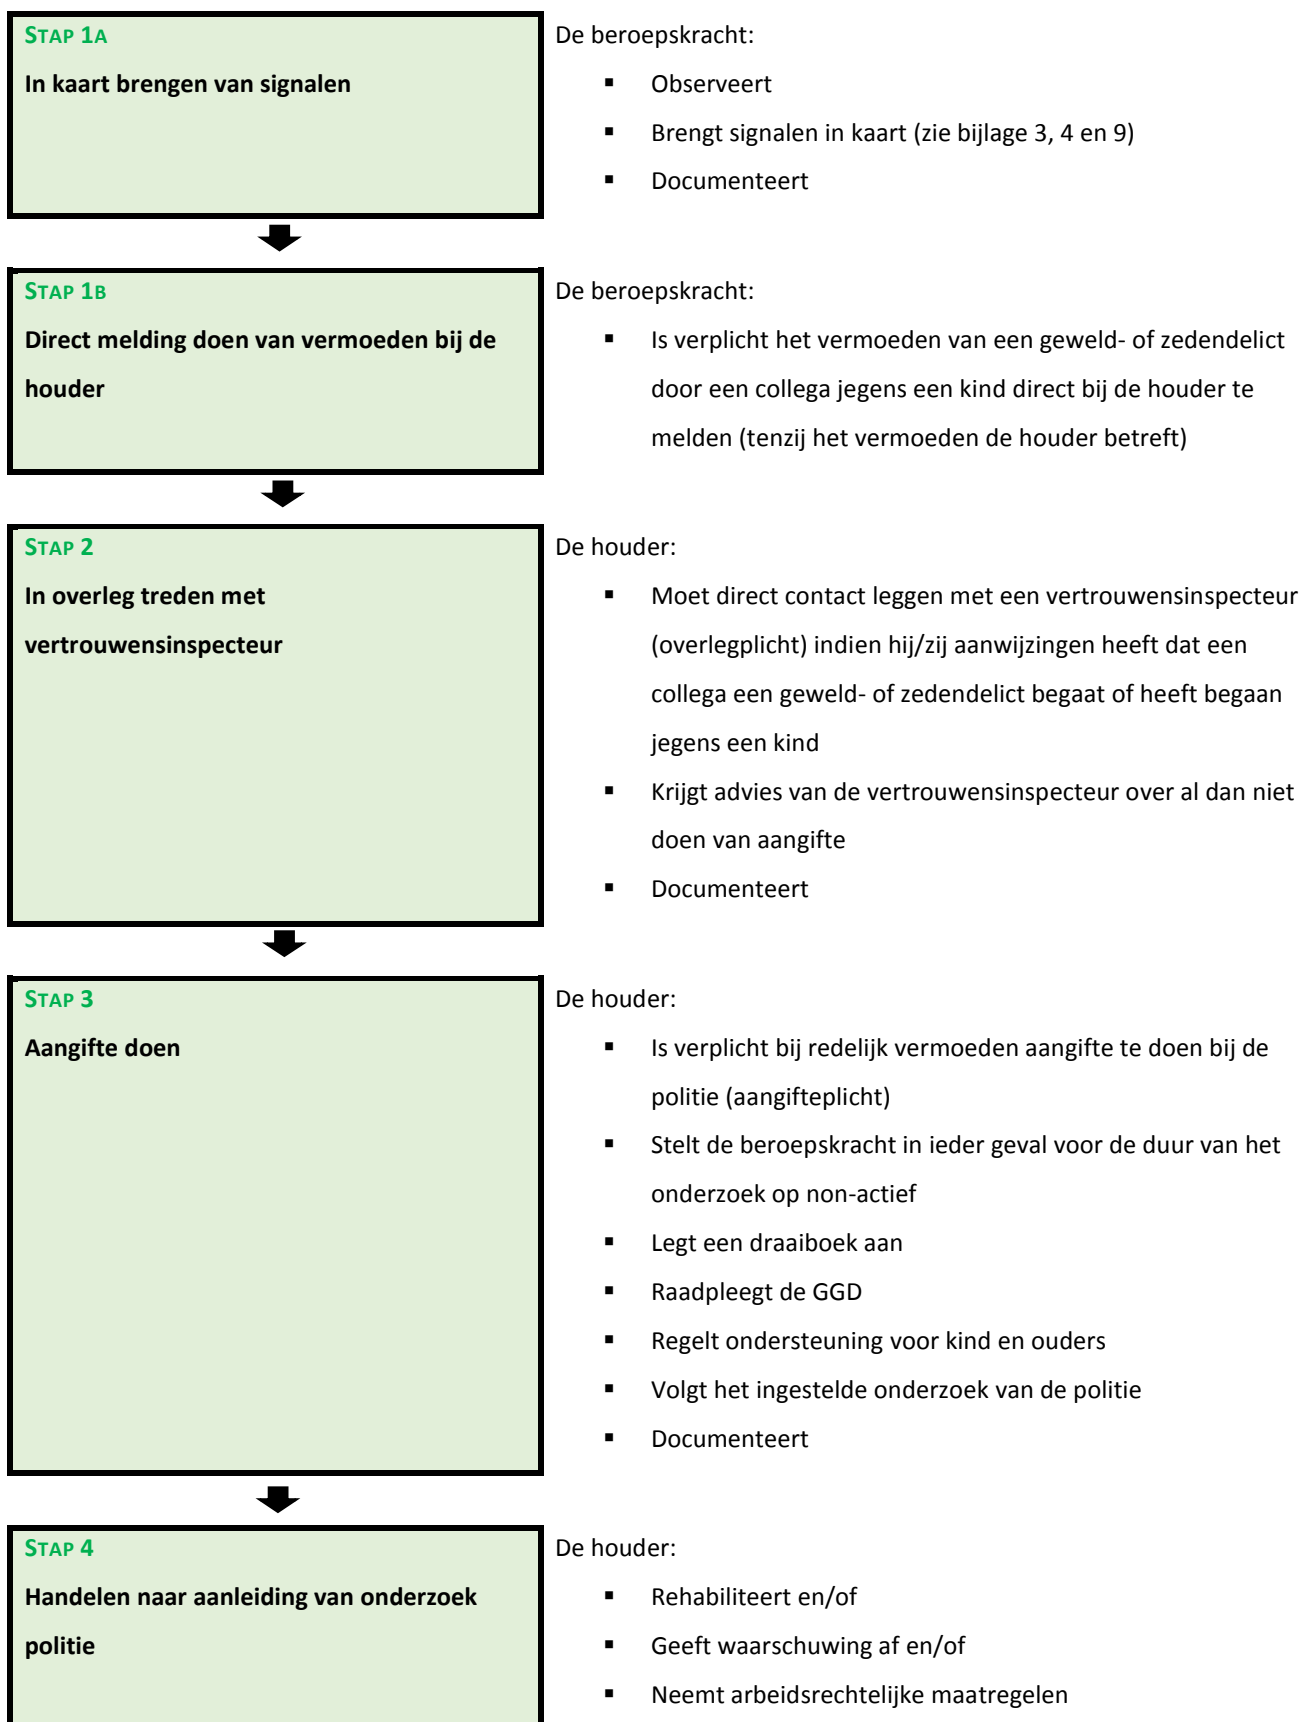 STAP 1A
In kaart brengen van signalen
De beroepskracht:
▪ Observeert
▪ Brengt signalen in kaart (zie bijlage 3, 4 en 9)
▪ Documenteert
STAP 1B
Direct melding doen van vermoeden bij de
houder
De beroepskracht:
▪ Is verplicht het vermoeden van een geweld- of zedendelict
door een collega jegens een kind direct bij de houder te
melden (tenzij het vermoeden de houder betreft)
STAP 2
In overleg treden met
vertrouwensinspecteur
De houder:
▪ Moet direct contact leggen met een vertrouwensinspecteur
(overlegplicht) indien hij/zij aanwijzingen heeft dat een
collega een geweld- of zedendelict begaat of heeft begaan
jegens een kind
▪ Krijgt advies van de vertrouwensinspecteur over al dan niet
doen van aangifte
▪ Documenteert
STAP 3
Aangifte doen
De houder:
▪ Is verplicht bij redelijk vermoeden aangifte te doen bij de
politie (aangifteplicht)
▪ Stelt de beroepskracht in ieder geval voor de duur van het
onderzoek op non-actief
▪ Legt een draaiboek aan
▪ Raadpleegt de GGD
▪ Regelt ondersteuning voor kind en ouders
▪ Volgt het ingestelde onderzoek van de politie
▪ Documenteert
STAP 4
Handelen naar aanleiding van onderzoek
politie
De houder:
▪ Rehabiliteert en/of
▪ Geeft waarschuwing af en/of
▪ Neemt arbeidsrechtelijke maatregelen